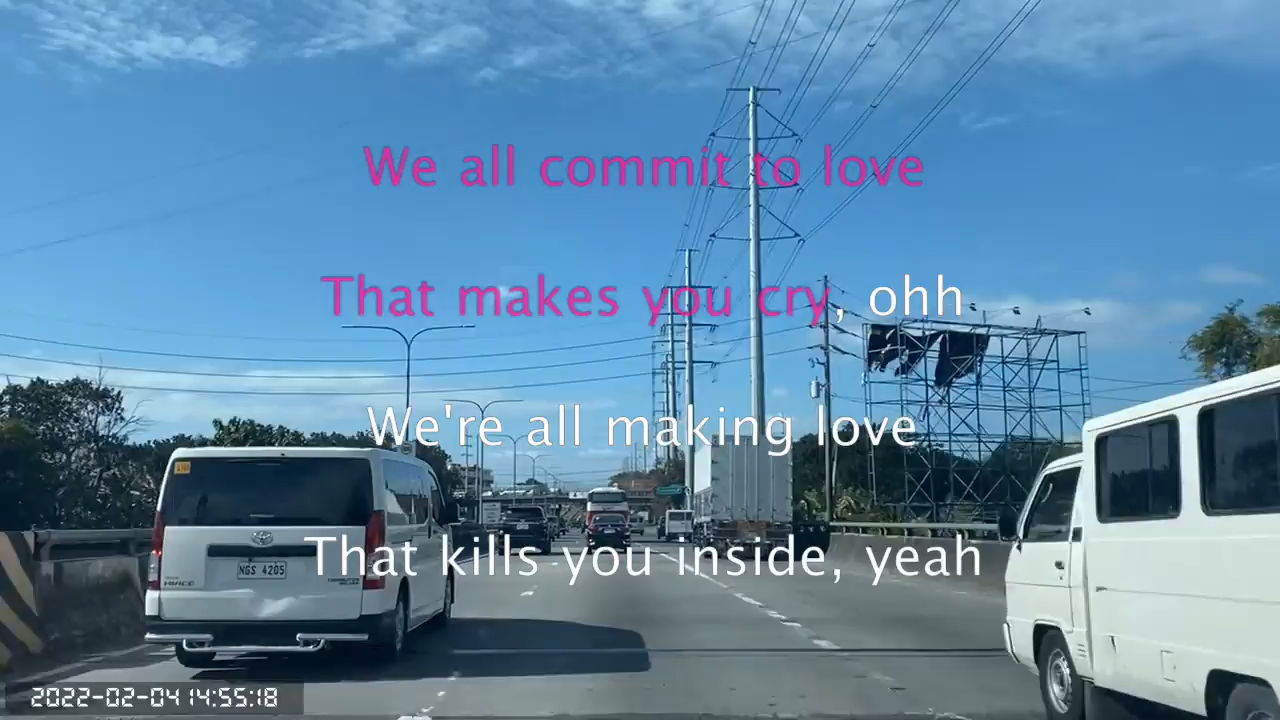 We all commit to love
That makes you cry, ohh
We're all making love
That kills you inside, yeah
HIACE
NGS 4205
2022-02-04 14:55:18